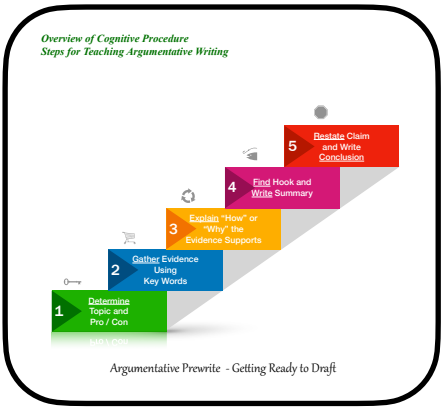 Overview of Cognitive Procedure
Steps for Teaching Argumentative Writing
5
Restate Claim
and Write
Conclusion
4
Find Hook and
Write Summary
3
Explain “How” or
“Why” the
Evidence Supports
2
Gather Evidence
Using
Key Words
1
Determine
Topic and
Pro / Con
Argumentative Prewrite - Getting Ready to Draft